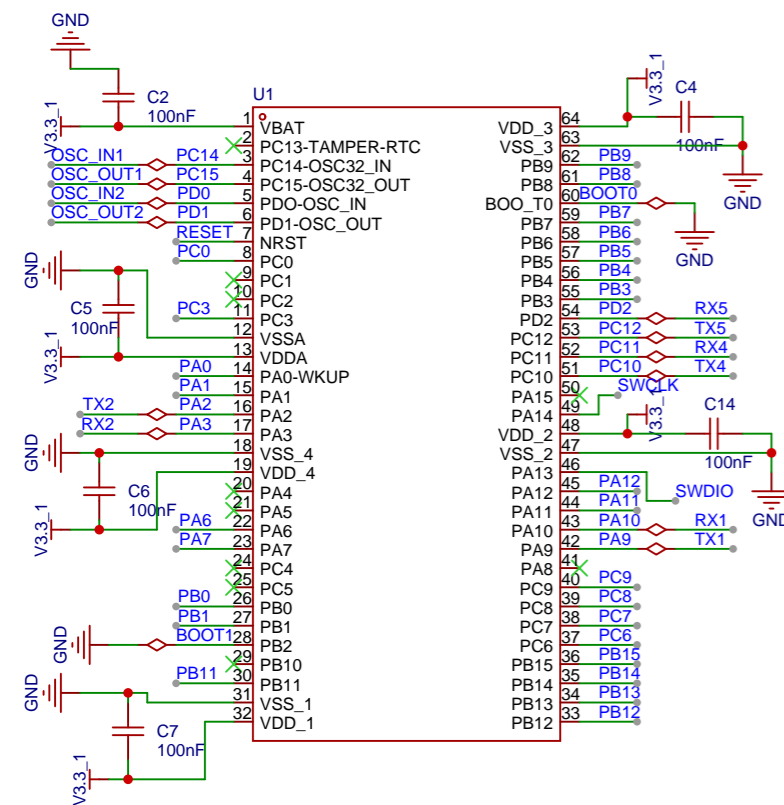 GND
C2
100nF
V3.3_1
U1
1 VBAT
2 PC13-TAMPER-RTC
OSC_IN1 PC14 3 PC14-OSC32_IN
OSC_OUT1 PC15 4 PC15-OSC32_OUT
OSC_IN2 PD0 5 PDO-OSC_IN
OSC_OUT2 PD1 6 PD1-OSC_OUT
RESET 7 NRST
PC0 8 PC0
9 PC1
10 PC2
PC3 11 PC3
12 VSSA
13 VDDA
GND
C5
100nF
V3.3_1
PA0 14 PA0-WKUP
PA1 15 PA1
TX2 PA2 16 PA2
RX2 PA3 17 PA3
18 VSS_4
19 VDD_4
GND
C6
100nF
V3.3_1
20 PA4
21 PA5
PA6 22 PA6
PA7 23 PA7
24 PC4
25 PC5
PB0 26 PB0
PB1 27 PB1
GND BOOT1 28 PB2
29 PB10
PB11 30 PB11
31 VSS_1
32 VDD_1
GND
C7
100nF
V3.3_1
V3.3_1
C4
100nF
GND
VDD_3 64
VSS_3 63
PB9 62 PB9
PB8 61 PB8
BOO_T0 60 BOOT0
GND
PB7 59 PB7
PB6 58 PB6
PB5 57 PB5
PB4 56 PB4
PB3 55 PB3
PD2 54 PD2 RX5
PC12 53 PC12 TX5
PC11 52 PC11 RX4
PC10 51 PC10 TX4
PA15 50
PA14 49 SWCLK
VDD_2 48
VSS_2 47
V3.3_1
C14
100nF
GND
PA13 46 SWDIO
PA12 45 PA12
PA11 44 PA11
PA10 43 PA10 RX1
PA9 42 PA9 TX1
PA8 41
PC9 40 PC9
PC8 39 PC8
PC7 38 PC7
PC6 37 PC6
PB15 36 PB15
PB14 35 PB14
PB13 34 PB13
PB12 33 PB12